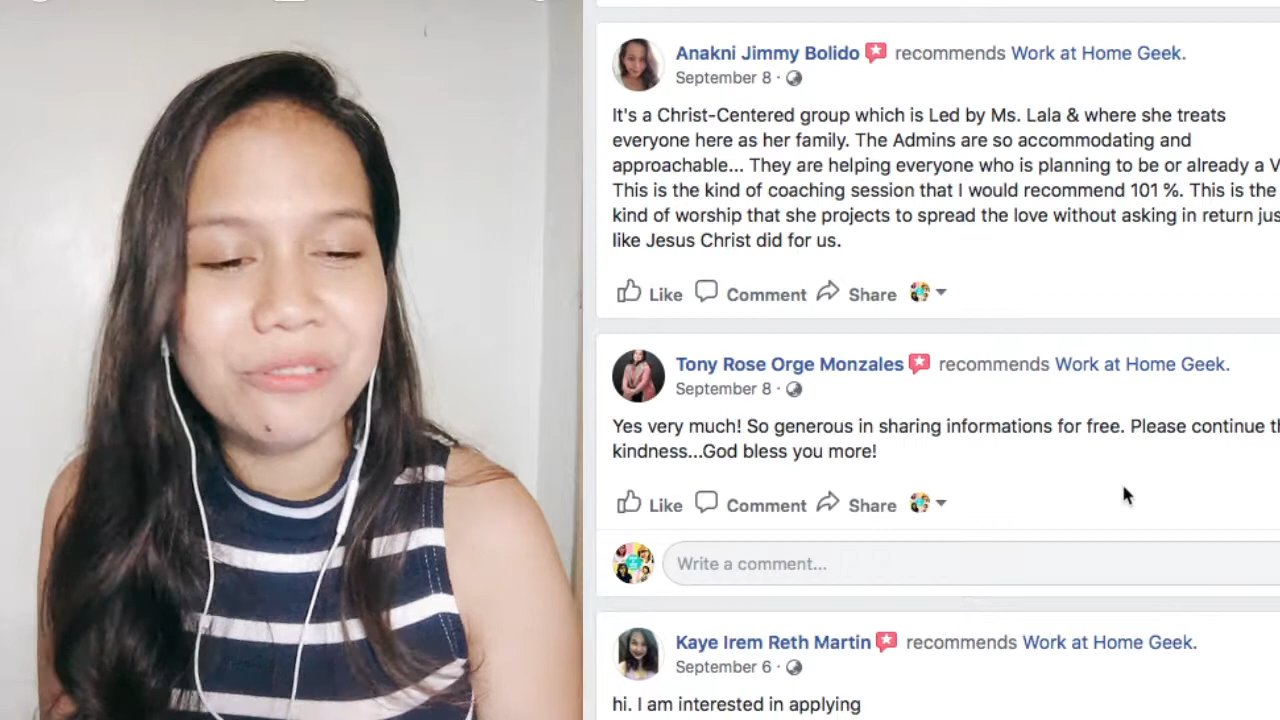 Anakni Jimmy Bolido recommends Work at Home Geek.
September 8 ·
It's a Christ-Centered group which is Led by Ms. Lala & where she treats
everyone here as her family. The Admins are so accommodating and
approachable... They are helping everyone who is planning to be or already a
This is the kind of coaching session that I would recommend 101 %. This is the
kind of worship that she projects to spread the love without asking in return
like Jesus Christ did for us.
Like Comment Share
Tony Rose Orge Monzales recommends Work at Home Geek.
September 8 ·
Yes very much! So generous in sharing informations for free. Please continue
kindness...God bless you more!
Like Comment Share
Write a comment...
Kaye Irem Reth Martin recommends Work at Home Geek.
September 6 ·
hi. I am interested in applying